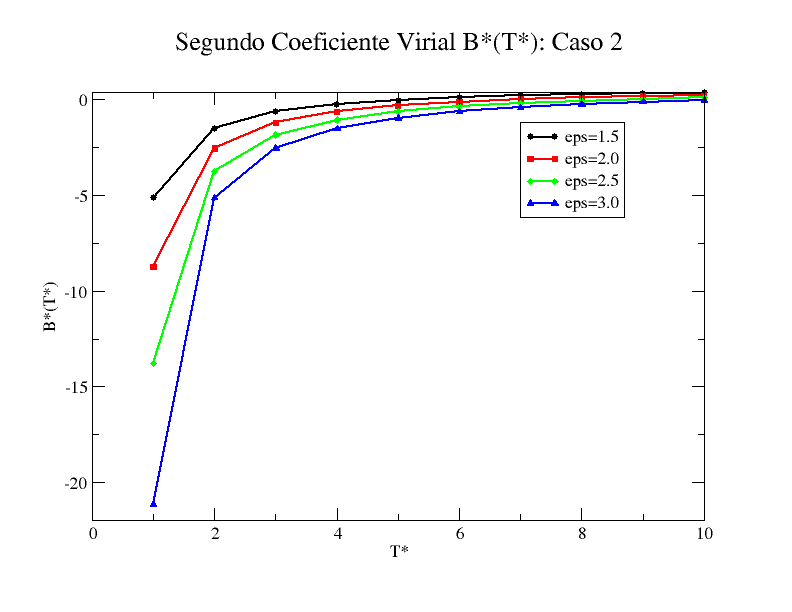 Segundo Coeficiente Virial B*(T*): Caso 2
0
-5
-10
-15
-20
B*(T*)
eps=1.5
eps=2.0
eps=2.5
eps=3.0
0 2 4 6 8 10
T*